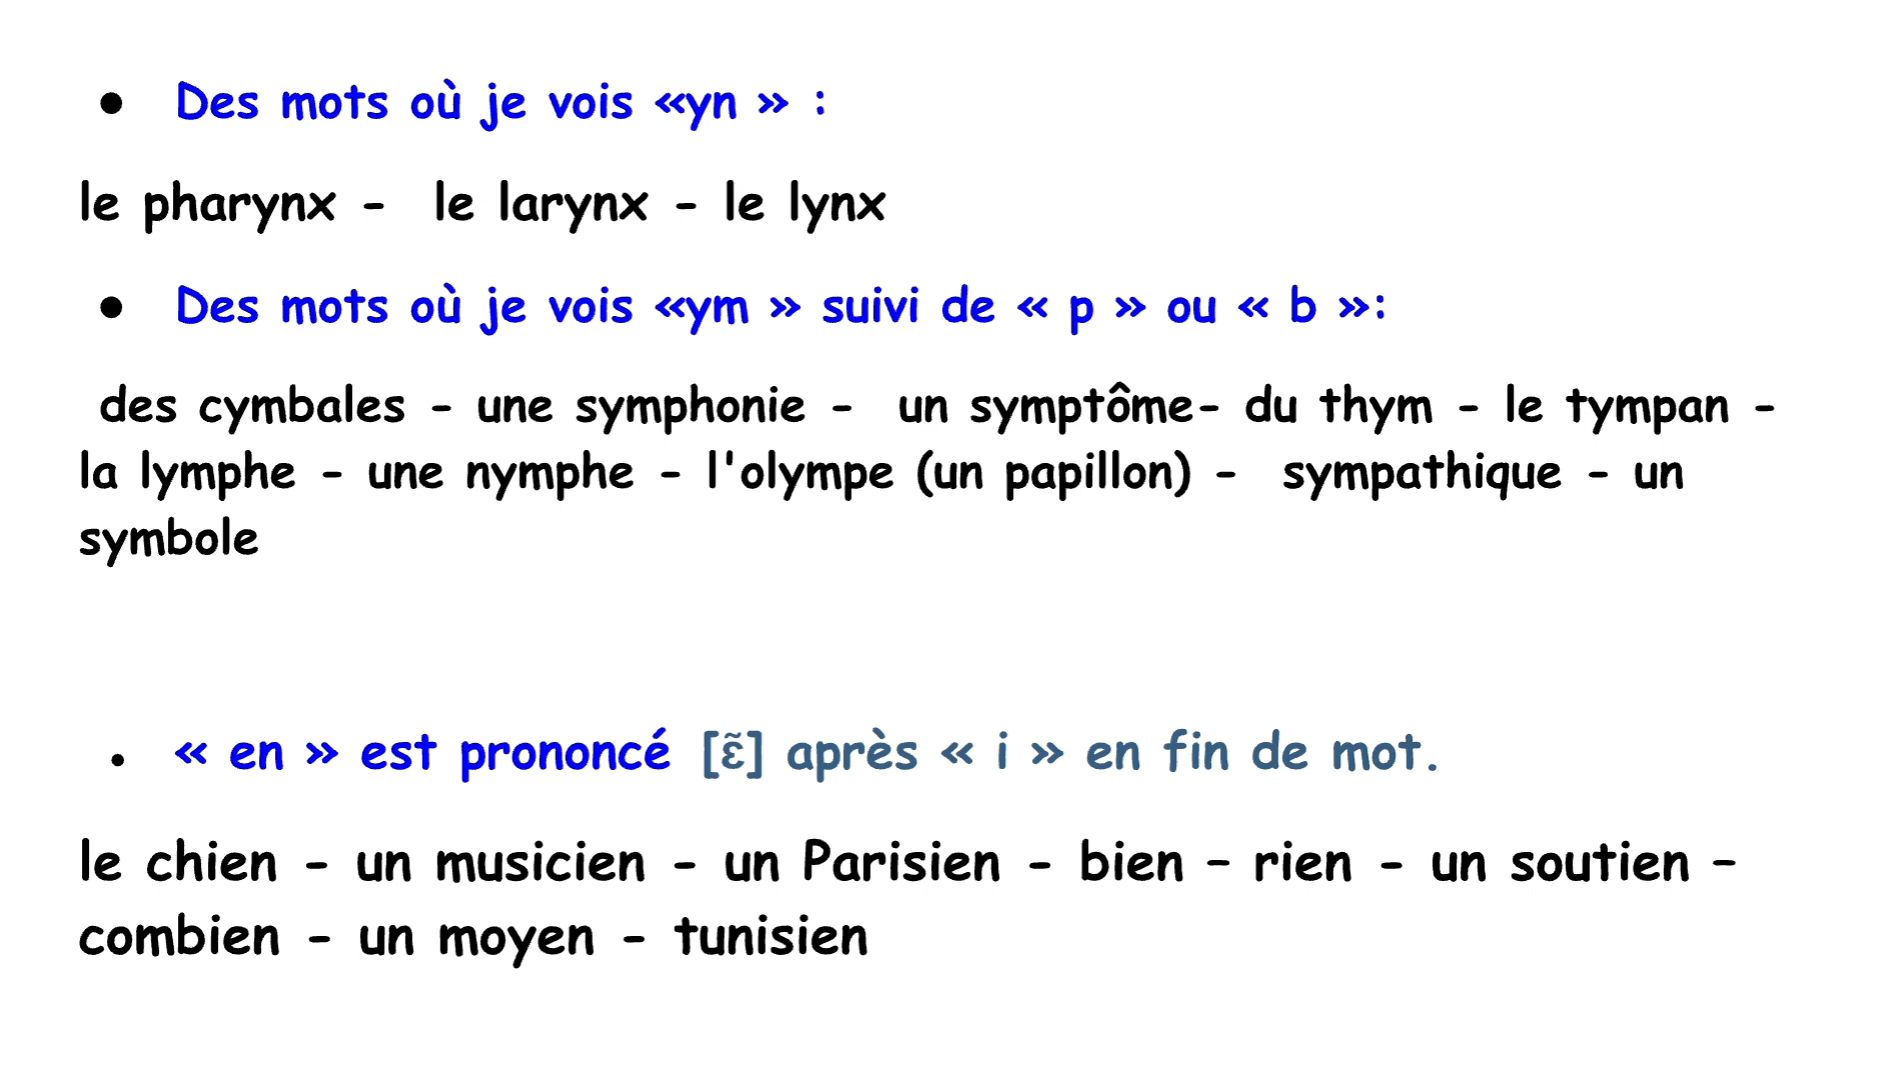 ● Des mots où je vois «yn » :
le pharynx - le larynx - le lynx
● Des mots où je vois «ym » suivi de « p » ou « b »:
des cymbales - une symphonie - un symptôme- du thym - le tympan -
la lymphe - une nymphe - l'olympe (un papillon) - sympathique - un
symbole
• « en » est prononcé [ɛ̃] après « i » en fin de mot.
le chien - un musicien - un Parisien - bien – rien - un soutien –
combien - un moyen - tunisien